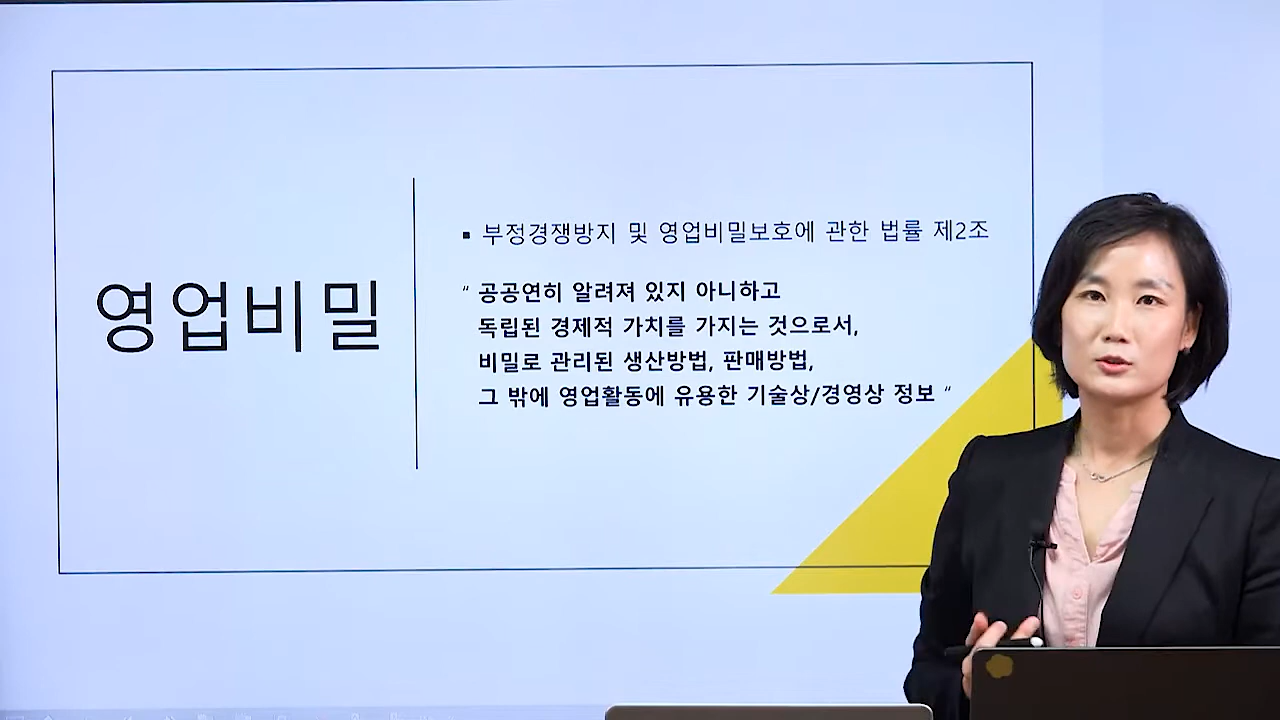 영업비밀
▪ 부정경쟁방지 및 영업비밀보호에 관한 법률 제2조
“ 공공연히 알려져 있지 아니하고
독립된 경제적 가치를 가지는 것으로서,
비밀로 관리된 생산방법, 판매방법,
그 밖에 영업활동에 유용한 기술상/경영상 정보 “